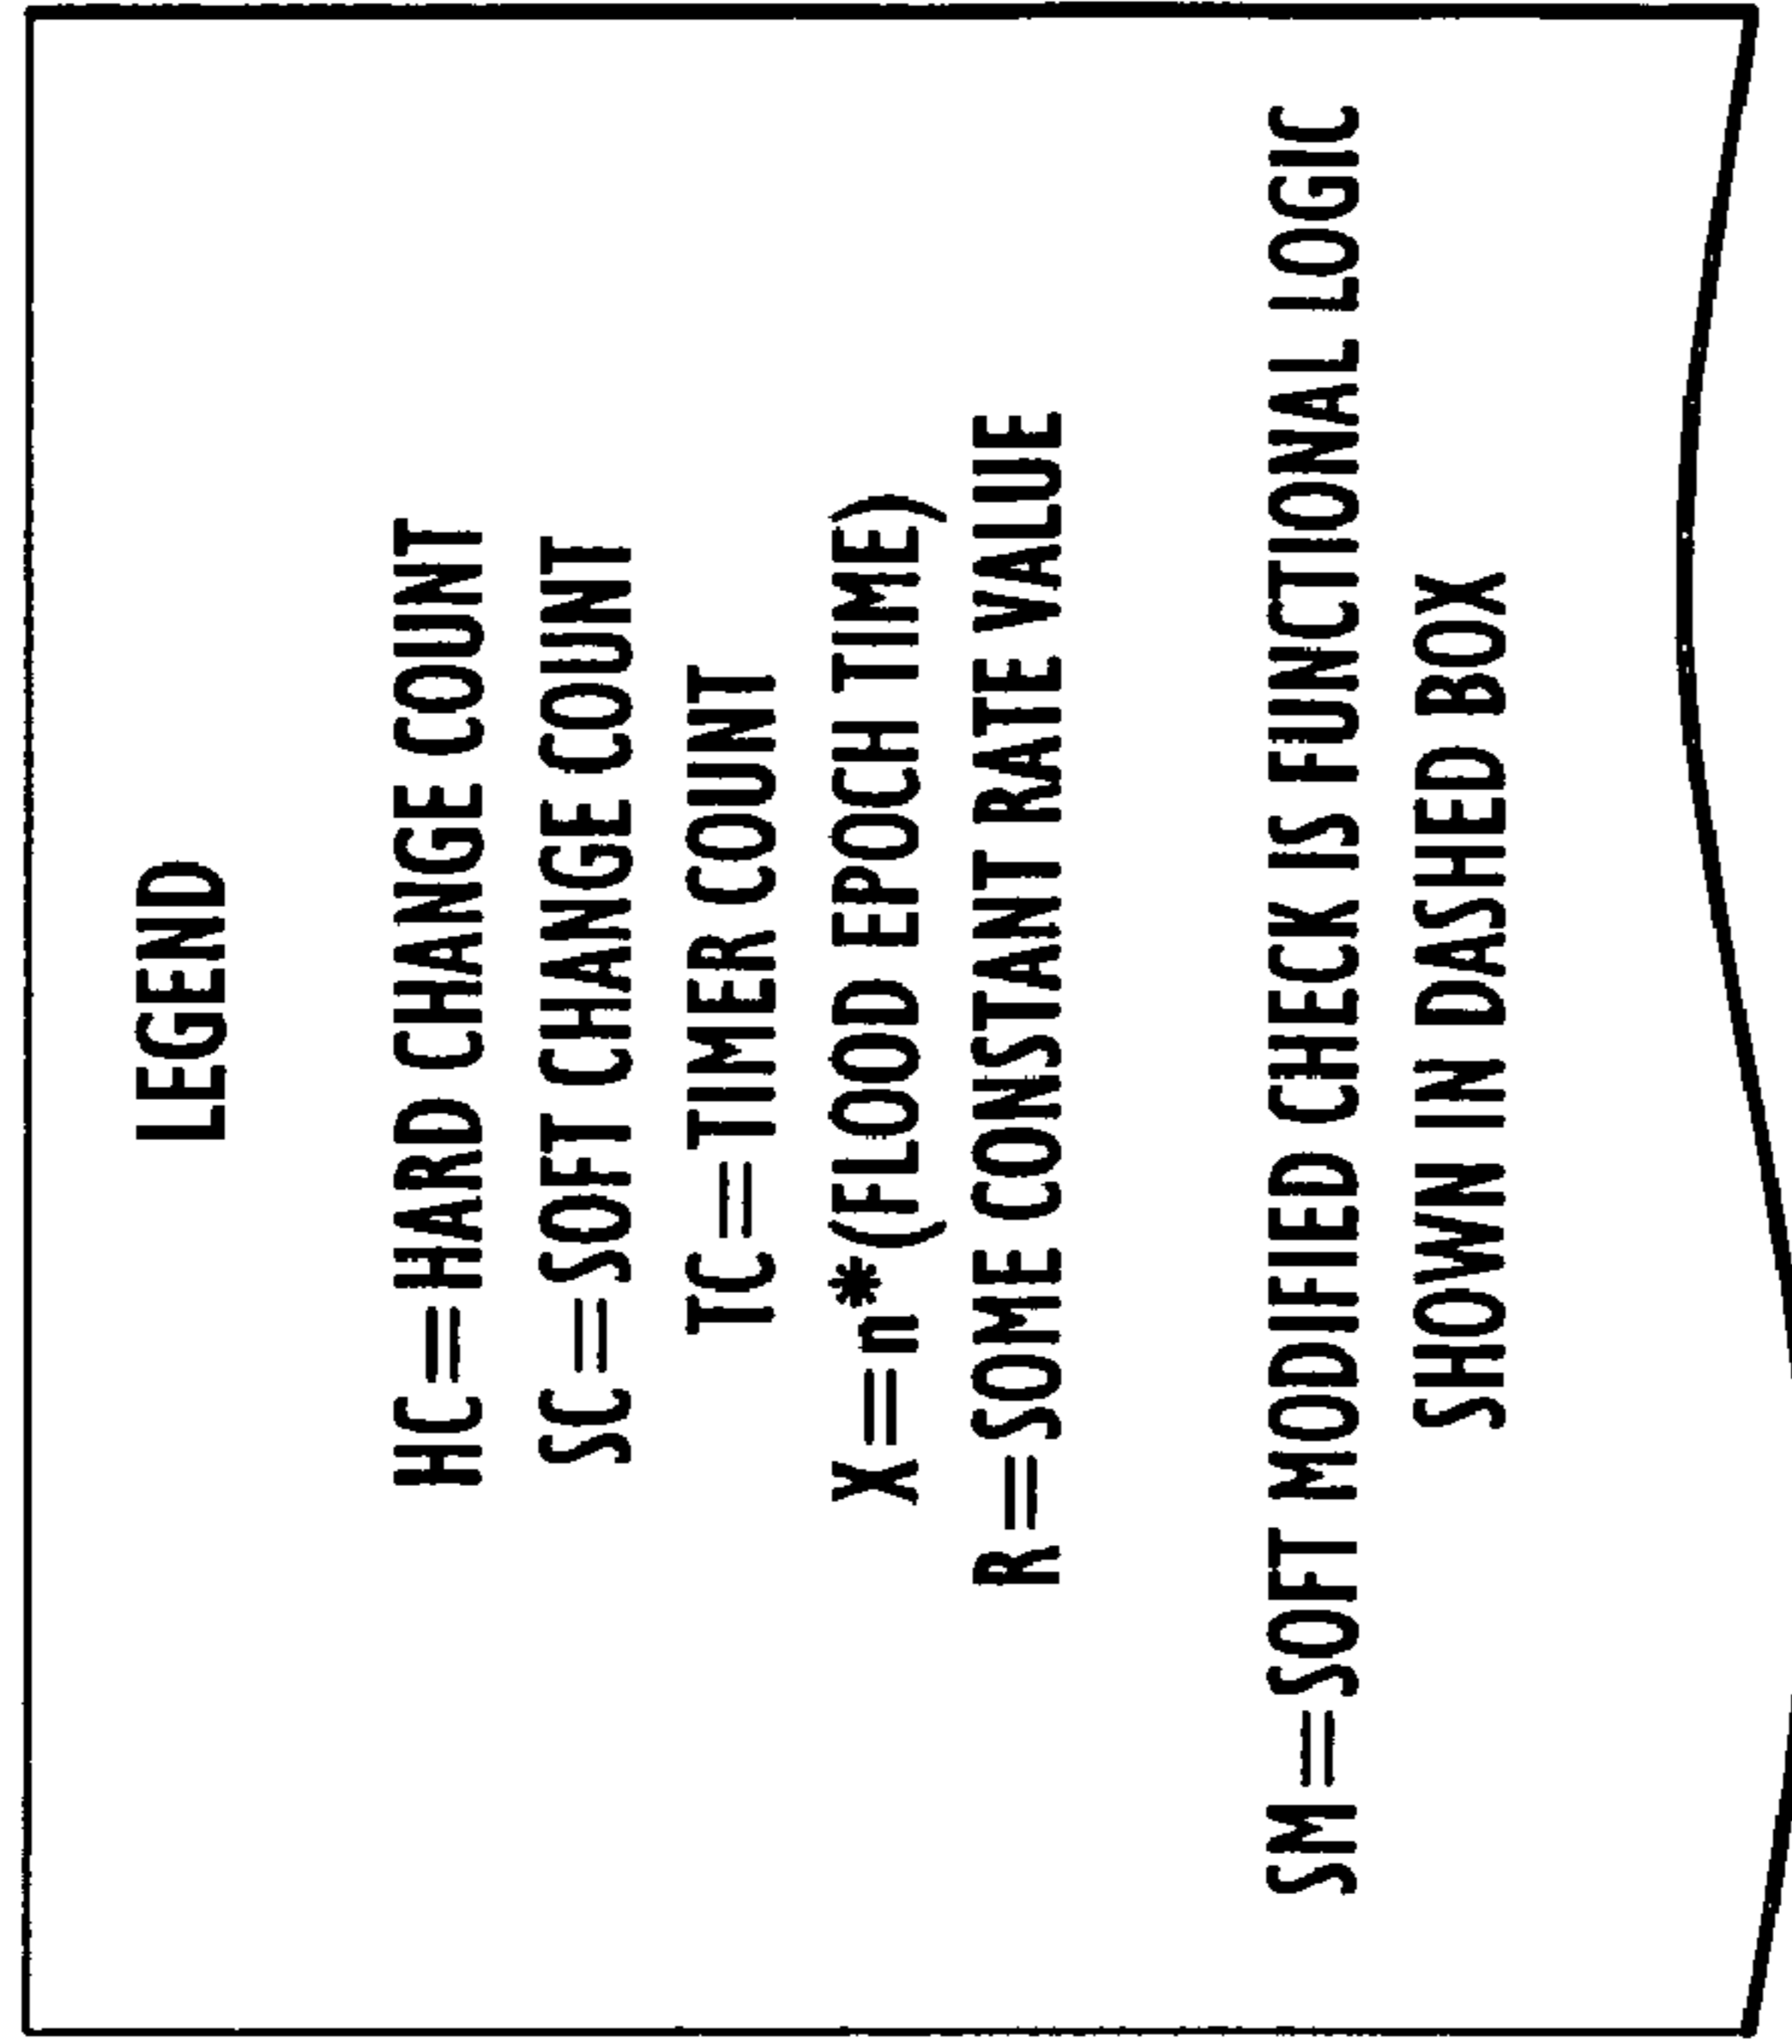 LEGEND
HC=HARD CHANGE COUNT
SC=SOFT CHANGE COUNT
TC=TIMER COUNT
X=n*(FLOOD EPOCH TIME)
R=SOME CONSTANT RATE VALUE
SM=SOFT MODIFIED CHECK IS FUNCTIONAL LOGIC
SHOWN IN DASHED BOX